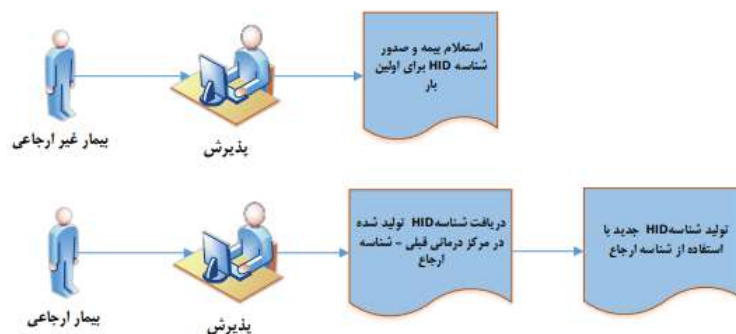 استعلام بیمه و صدور
شناسه HID برای اولین
بار
بیمار غیر ارجاعی
پذیرش
دریافت شناسه HID تولید شده
در مرکز درمانی قبلی – شناسه
ارجاع
تولید شناسه HID جدید با
استفاده از شناسه ارجاع
بیمار ارجاعی
پذیرش